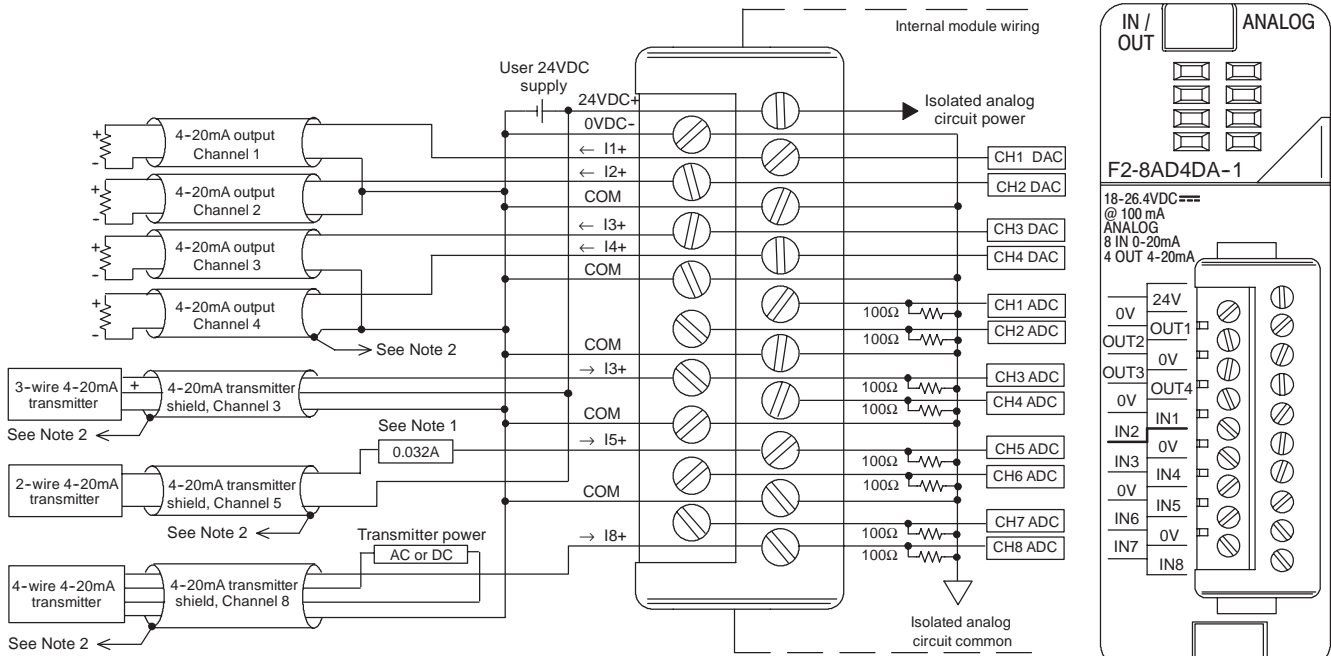 Internal module wiring
User 24VDC
supply
24VDC+
0VDC-
Isolated analog
circuit power
+
-
4-20mA output
Channel 1
← I1+
CH1 DAC
+
-
4-20mA output
Channel 2
← I2+
CH2 DAC
COM
+
-
4-20mA output
Channel 3
← I3+
CH3 DAC
← I4+
CH4 DAC
COM
+
-
4-20mA output
Channel 4
100Ω
CH1 ADC
100Ω
CH2 ADC
See Note 2
COM
3-wire 4-20mA
transmitter
+
4-20mA transmitter
shield, Channel 3
→ I3+
100Ω
CH3 ADC
100Ω
CH4 ADC
See Note 2
COM
See Note 1
0.032A
→ I5+
100Ω
CH5 ADC
2-wire 4-20mA
transmitter
4-20mA transmitter
shield, Channel 5
100Ω
CH6 ADC
COM
See Note 2
Transmitter power
AC or DC
→ I8+
100Ω
CH7 ADC
100Ω
CH8 ADC
4-wire 4-20mA
transmitter
4-20mA transmitter
shield, Channel 8
See Note 2
Isolated analog
circuit common
IN /
OUT
ANALOG
F2-8AD4DA-1
18-26.4VDC
@ 100 mA
ANALOG
8 IN 0-20mA
4 OUT 4-20mA
24V
0V
OUT1
OUT2
0V
OUT3
OUT4
0V
IN1
IN2
0V
IN3
IN4
0V
IN5
IN6
0V
IN7
IN8